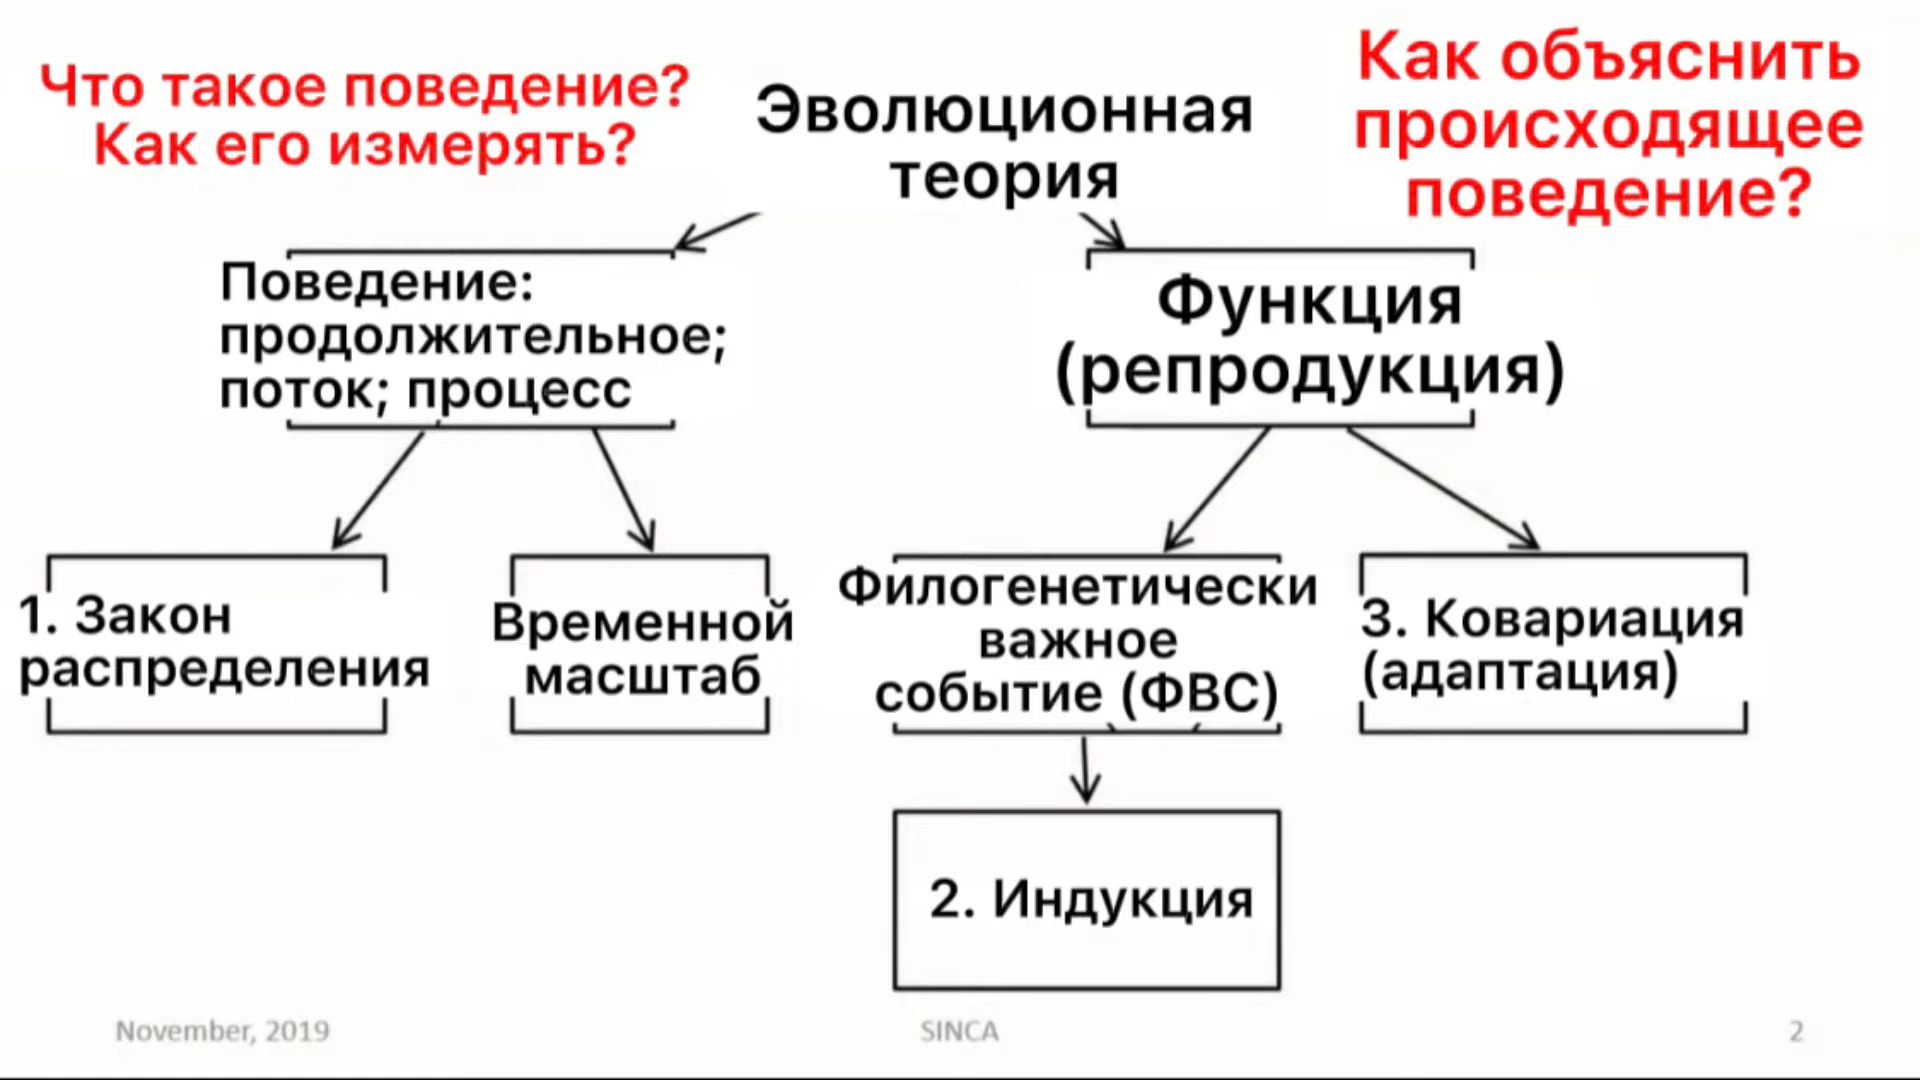 Что такое поведение?
Как его измерять?
Эволюционная
теория
Как объяснить
происходящее
поведение?
Поведение:
продолжительное;
поток; процесс
Функция
(репродукция)
1. Закон
распределения
Временной
масштаб
Филогенетически
важное
событие (ФВС)
3. Ковариация
(адаптация)
2. Индукция
November, 2019
SINCA
2